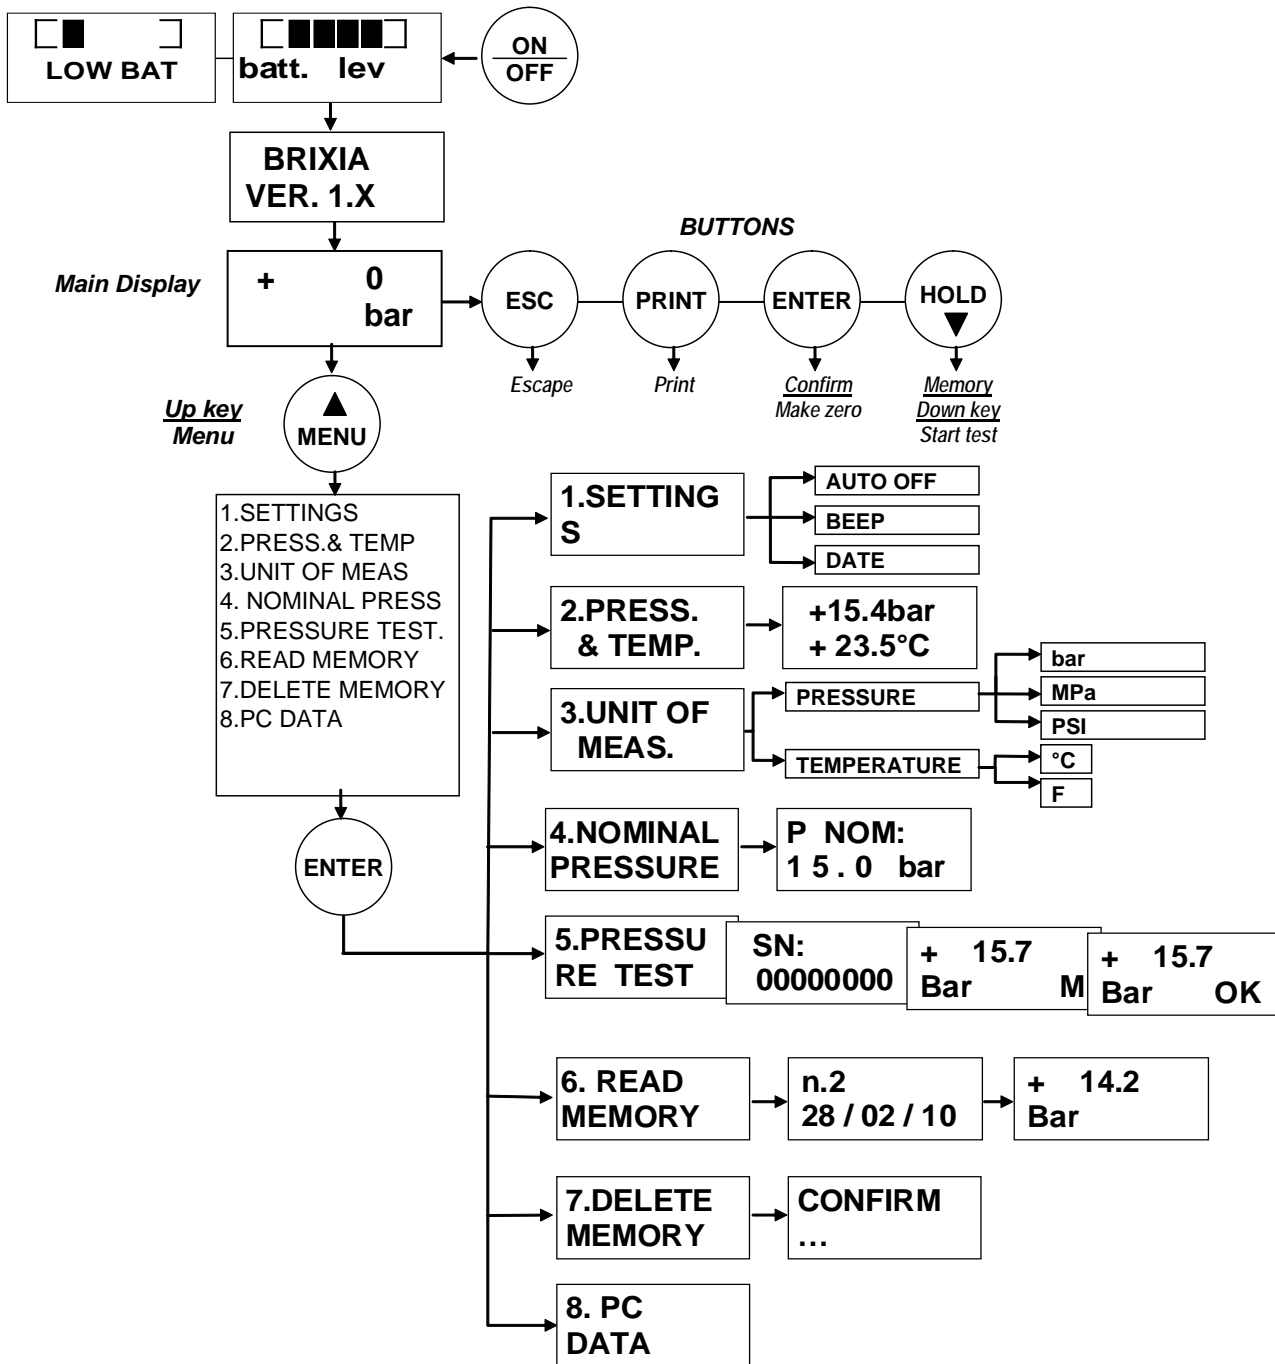 LOW BAT
batt. lev
ON
OFF
BRIXIA
VER. 1.X
BUTTONS
Main Display
+ 0
bar
ESC
PRINT
ENTER
HOLD
Escape
Print
Confirm
Make zero
Memory
Down key
Start test
Up key
Menu
MENU
1.SETTINGS
2.PRESS.& TEMP
3.UNIT OF MEAS
4. NOMINAL PRESS
5.PRESSURE TEST.
6.READ MEMORY
7.DELETE MEMORY
8.PC DATA
ENTER
1.SETTING
S
AUTO OFF
BEEP
DATE
2.PRESS.
& TEMP.
+15.4bar
+ 23.5°C
3.UNIT OF
MEAS.
PRESSURE
bar
MPa
PSI
TEMPERATURE
°C
F
4.NOMINAL
PRESSURE
P NOM:
1 5 . 0 bar
5.PRESSU
RE TEST
SN:
00000000
+ 15.7
Bar M
+ 15.7
Bar OK
6. READ
MEMORY
n.2
28 / 02 / 10
+ 14.2
Bar
7.DELETE
MEMORY
CONFIRM
...
8. PC
DATA